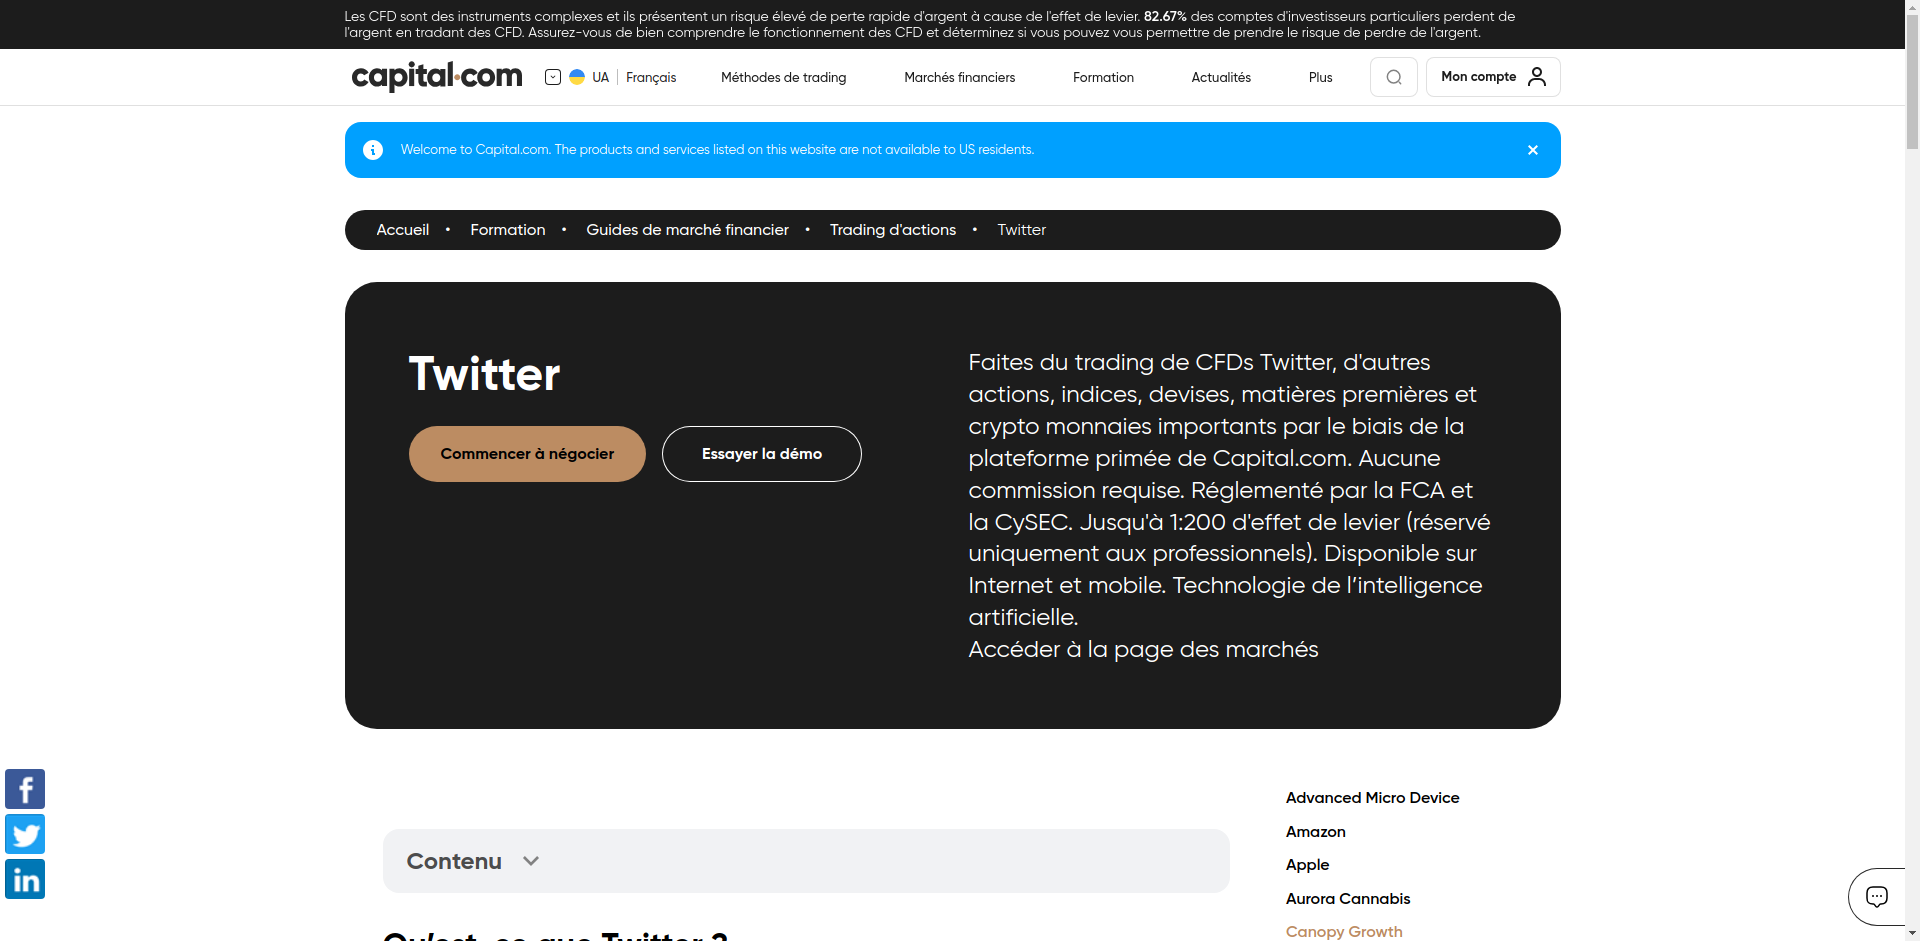 Les CFD sont des instruments complexes et ils présentent un risque élevé de perte rapide d'argent à cause de l'effet de levier. 82.67% des comptes d'investisseurs particuliers perdent de
l'argent en tradant des CFD. Assurez-vous de bien comprendre le fonctionnement des CFD et déterminez si vous pouvez vous permettre de prendre le risque de perdre de l'argent.
capital.com UA Français Méthodes de trading Marchés financiers Formation Actualités Plus Mon compte
Welcome to Capital.com. The products and services listed on this website are not available to US residents.
Accueil • Formation • Guides de marché financier • Trading d'actions • Twitter
Twitter
Commencer à négocier Essayer la démo
Faites du trading de CFDs Twitter, d'autres
actions, indices, devises, matières premières et
crypto monnaies importants par le biais de la
plateforme primée de Capital.com. Aucune
commission requise. Réglementé par la FCA et
la CySEC. Jusqu'à 1:200 d'effet de levier (réservé
uniquement aux professionnels). Disponible sur
Internet et mobile. Technologie de l’intelligence
artificielle.
Accéder à la page des marchés
Contenu
Qu’est-ce que Twitter ?
Advanced Micro Device
Amazon
Apple
Aurora Cannabis
Canopy Growth